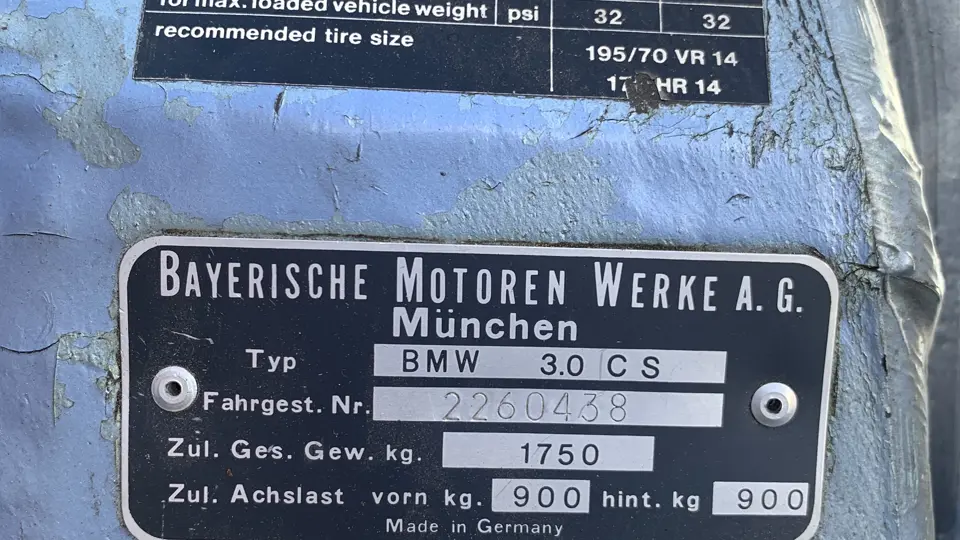 for max. loaded vehicle weight psi 32 32
recommended tire size
195/70 VR 14
HR 14
BAYERISCHE MOTOREN WERKE A. G.
München
Typ BMW 3.0 CS
Fahrgest. Nr. 2260438
Zul. Ges. Gew. kg. 1750
Zul. Achslast vorn kg. 900 hint. kg 900
Made in Germany